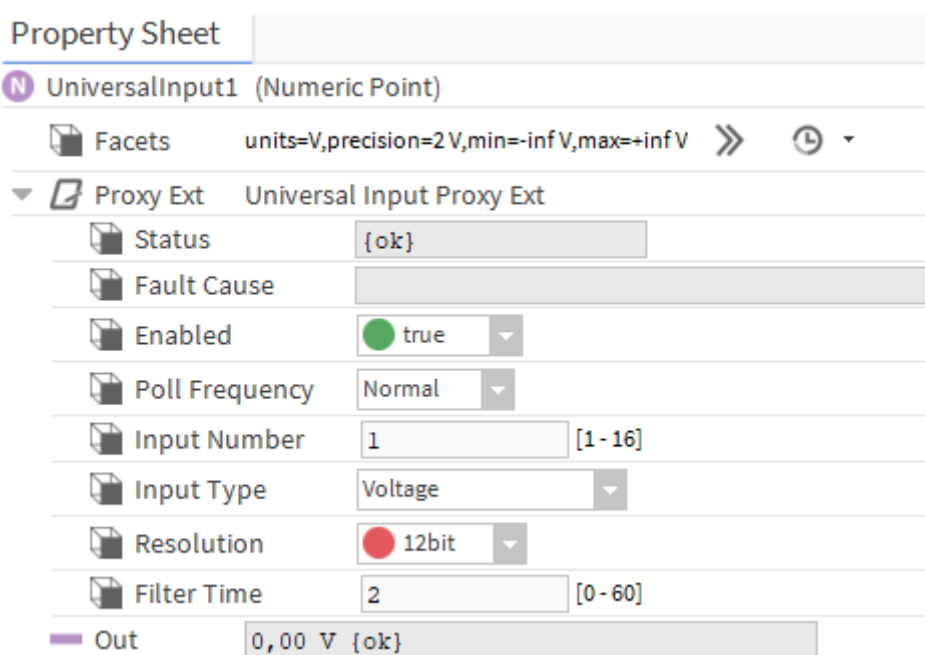 Property Sheet
N UniversalInput1 (Numeric Point)
Facets units=V,precision=2 V,min=-inf V,max=+inf V
Proxy Ext Universal Input Proxy Ext
Status {ok}
Fault Cause
Enabled true
Poll Frequency Normal
Input Number 1 [1 - 16]
Input Type Voltage
Resolution 12bit
Filter Time 2 [0 - 60]
Out 0,00 V {ok}